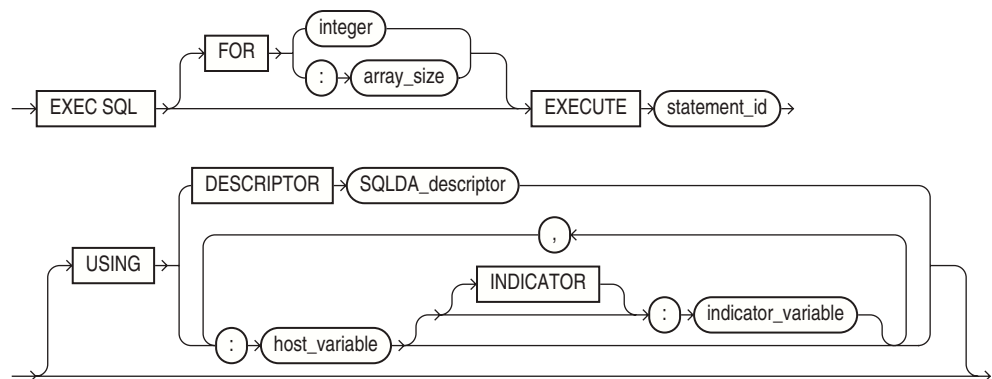 integer
FOR
: array_size
EXEC SQL EXECUTE statement_id
DESCRIPTOR SQLDA_descriptor
,
USING INDICATOR
: host_variable : indicator_variable